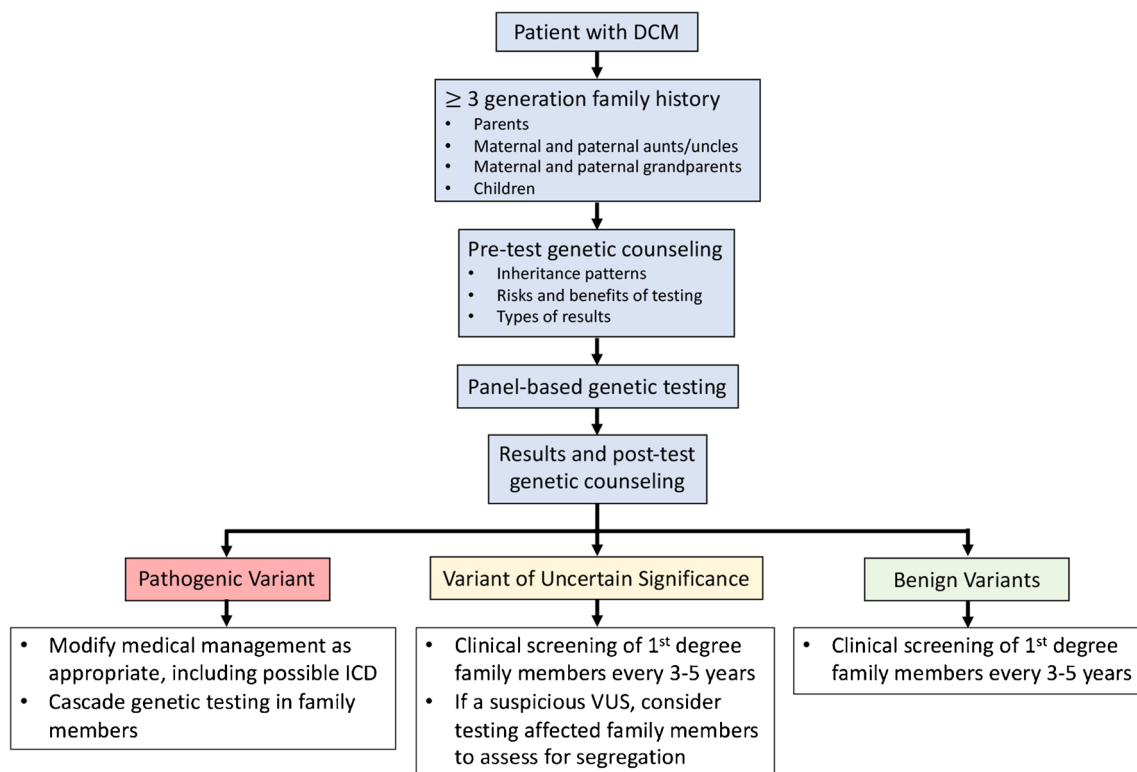 Patient with DCM
≥ 3 generation family history
• Parents
• Maternal and paternal aunts/uncles
• Maternal and paternal grandparents
• Children
Pre-test genetic counseling
• Inheritance patterns
• Risks and benefits of testing
• Types of results
Panel-based genetic testing
Results and post-test
genetic counseling
Pathogenic Variant
• Modify medical management as
appropriate, including possible ICD
• Cascade genetic testing in family
members
Variant of Uncertain Significance
• Clinical screening of 1st degree
family members every 3-5 years
• If a suspicious VUS, consider
testing affected family members
to assess for segregation
Benign Variants
• Clinical screening of 1st degree
family members every 3-5 years